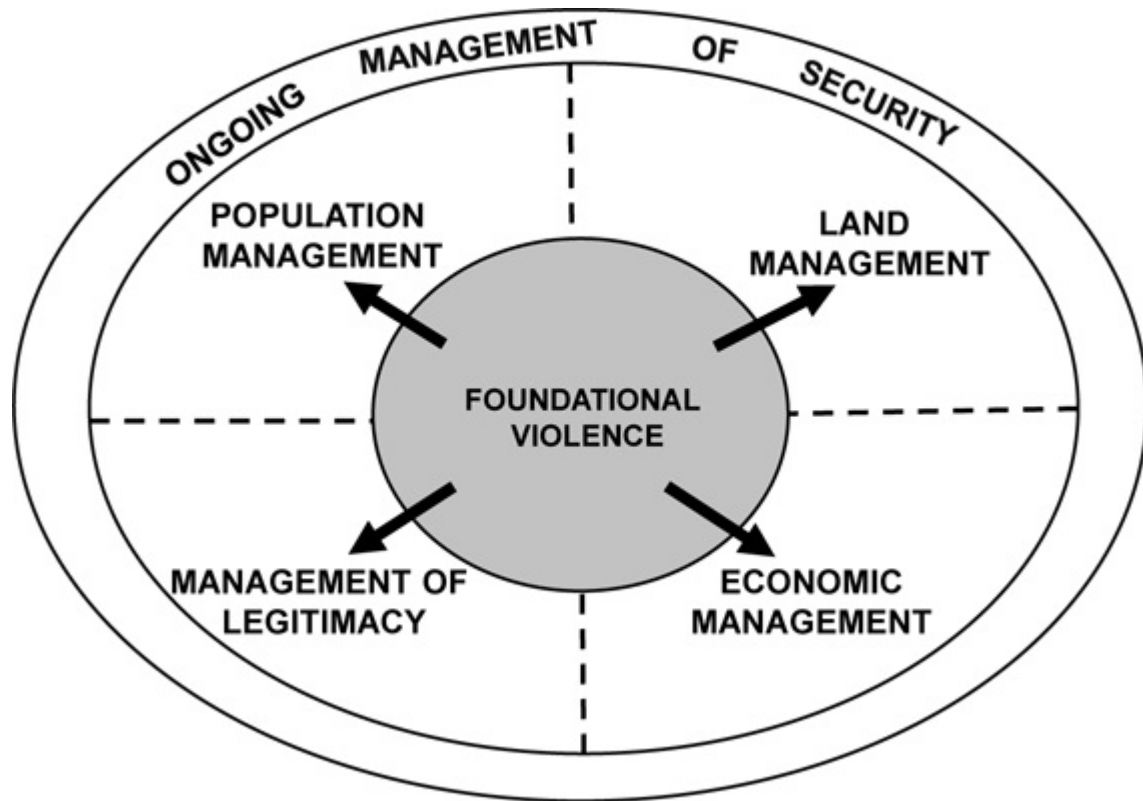 ONGOING MANAGEMENT OF SECURITY
POPULATION
MANAGEMENT
LAND
MANAGEMENT
FOUNDATIONAL
VIOLENCE
MANAGEMENT OF
LEGITIMACY
ECONOMIC
MANAGEMENT